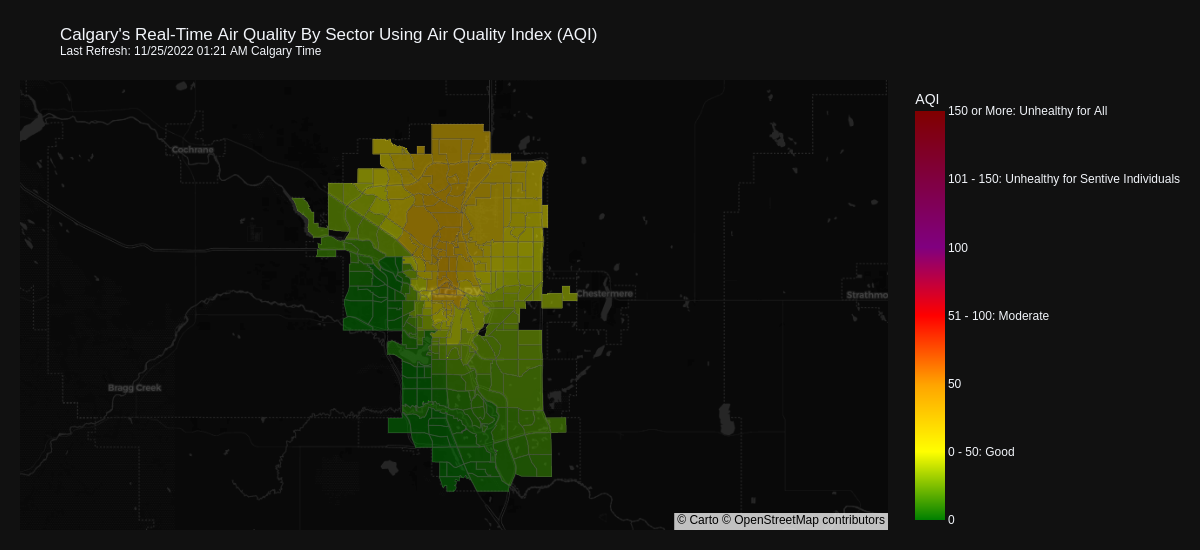 Calgary's Real-Time Air Quality By Sector Using Air Quality Index (AQI)
Last Refresh: 11/25/2022 01:21 AM Calgary Time
AQI
150 or More: Unhealthy for All
Cochrane
101 - 150: Unhealthy for Sentive Individuals
100
Chestermere
Strathmo
51 - 100: Moderate
Bragg Creek
50
0 - 50: Good
© Carto © OpenStreetMap contributors
0